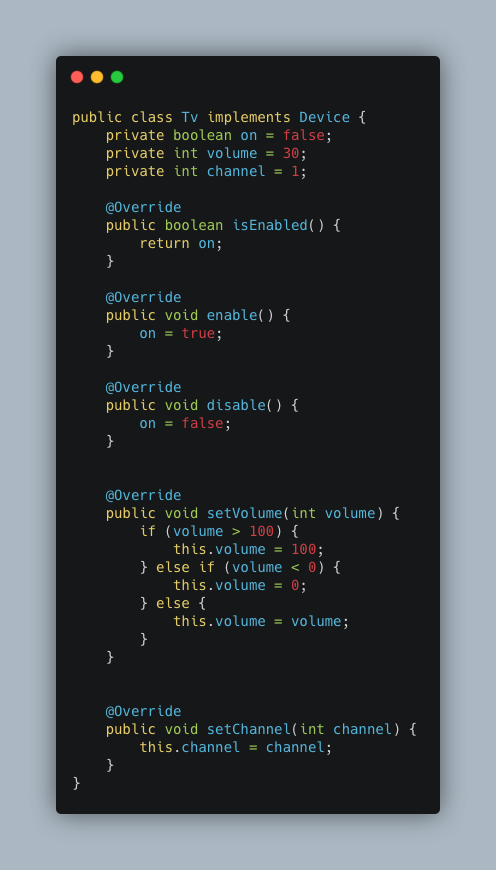 public class Tv implements Device {
    private boolean on = false;
    private int volume = 30;
    private int channel = 1;

    @Override
    public boolean isEnabled() {
        return on;
    }

    @Override
    public void enable() {
        on = true;
    }

    @Override
    public void disable() {
        on = false;
    }


    @Override
    public void setVolume(int volume) {
        if (volume > 100) {
            this.volume = 100;
        } else if (volume < 0) {
            this.volume = 0;
        } else {
            this.volume = volume;
        }
    }


    @Override
    public void setChannel(int channel) {
        this.channel = channel;
    }
}